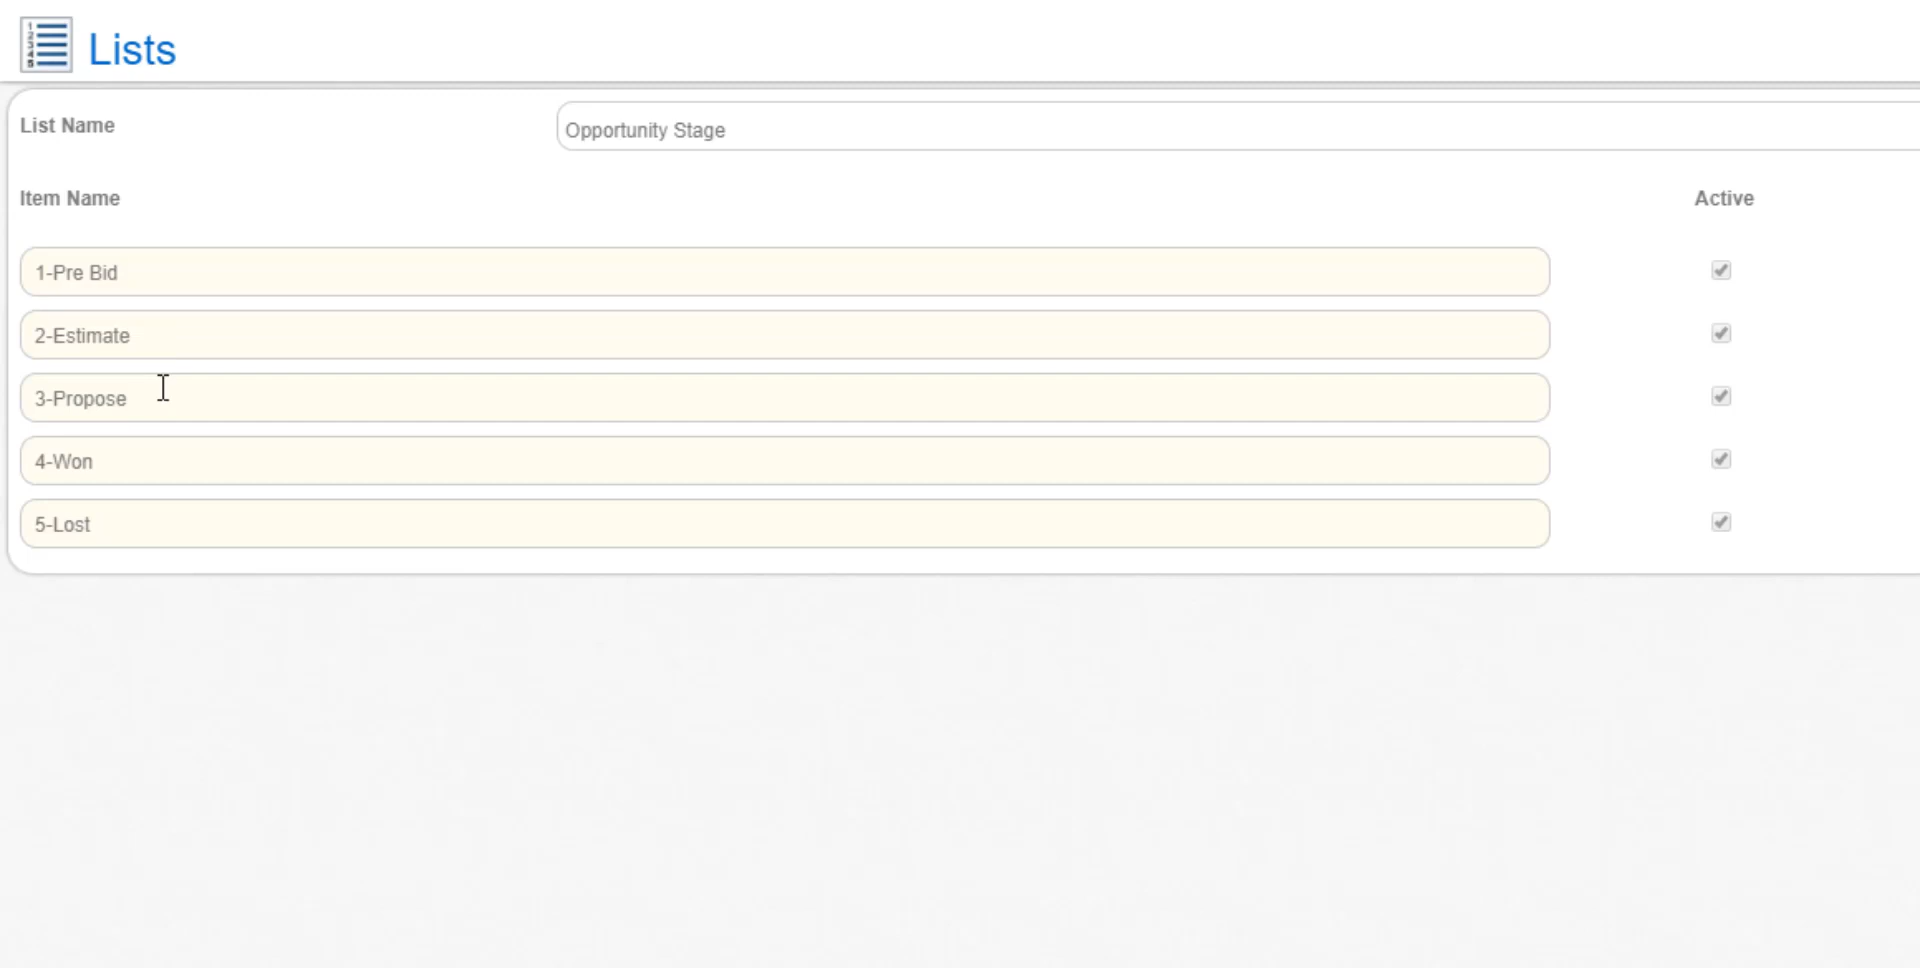 Lists
List Name
Opportunity Stage
Item Name
Active
1-Pre Bid
2-Estimate
3-Propose
4-Won
5-Lost